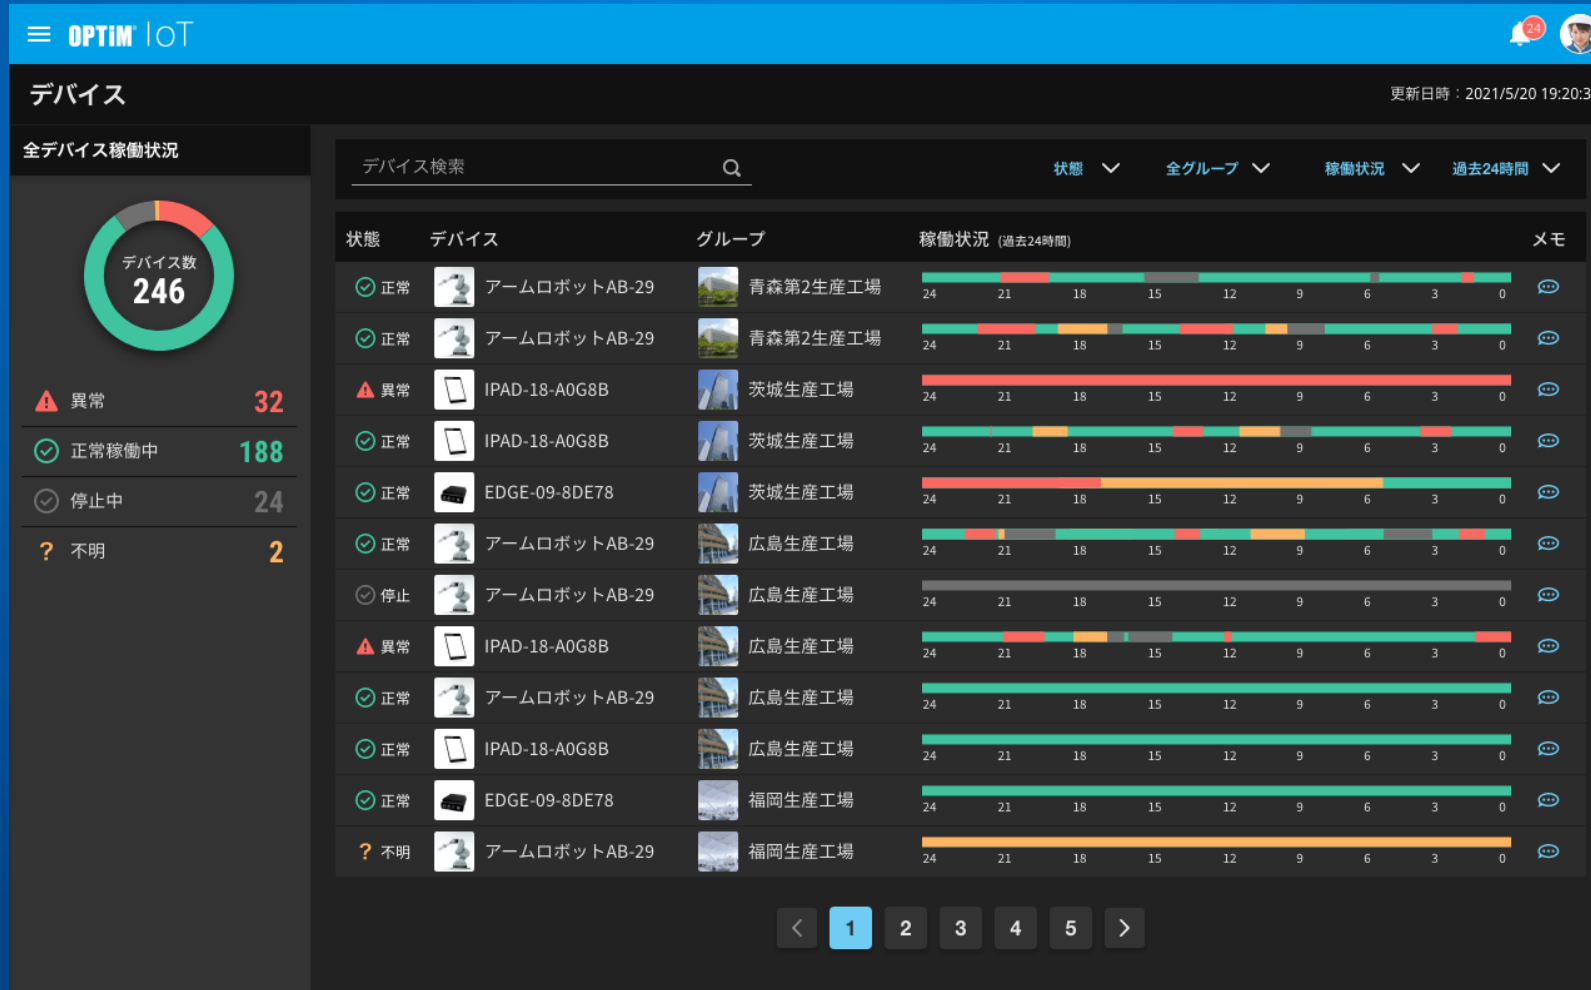 OPTiM IoT
24
デバイス
更新日時：2021/5/20 19:20:3
全デバイス稼働状況
デバイス数
246
異常 32
正常稼働中 188
停止中 24
? 不明 2
デバイス検索 状態 全グループ 稼働状況 過去24時間
状態 デバイス グループ 稼働状況 (過去24時間) メモ
正常 アームロボットAB-29 青森第2生産工場
24 21 18 15 12 9 6 3 0
正常 アームロボットAB-29 青森第2生産工場
24 21 18 15 12 9 6 3 0
異常 IPAD-18-A0G8B 茨城生産工場
24 21 18 15 12 9 6 3 0
正常 IPAD-18-A0G8B 茨城生産工場
24 21 18 15 12 9 6 3 0
正常 EDGE-09-8DE78 茨城生産工場
24 21 18 15 12 9 6 3 0
正常 アームロボットAB-29 広島生産工場
24 21 18 15 12 9 6 3 0
停止 アームロボットAB-29 広島生産工場
24 21 18 15 12 9 6 3 0
異常 IPAD-18-A0G8B 広島生産工場
24 21 18 15 12 9 6 3 0
正常 アームロボットAB-29 広島生産工場
24 21 18 15 12 9 6 3 0
正常 IPAD-18-A0G8B 広島生産工場
24 21 18 15 12 9 6 3 0
正常 EDGE-09-8DE78 福岡生産工場
24 21 18 15 12 9 6 3 0
? 不明 アームロボットAB-29 福岡生産工場
24 21 18 15 12 9 6 3 0
< 1 2 3 4 5 >